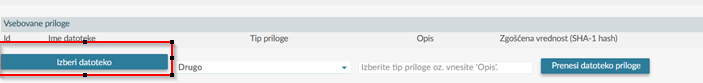 Vsebovane priloge
Id Ime datoteke Tip priloge Opis Zgoščena vrednost (SHA-1 hash)
Izberi datoteko Drugo Izberite tip priloge oz. vnesite 'Opis'. Prenesi datoteko priloge